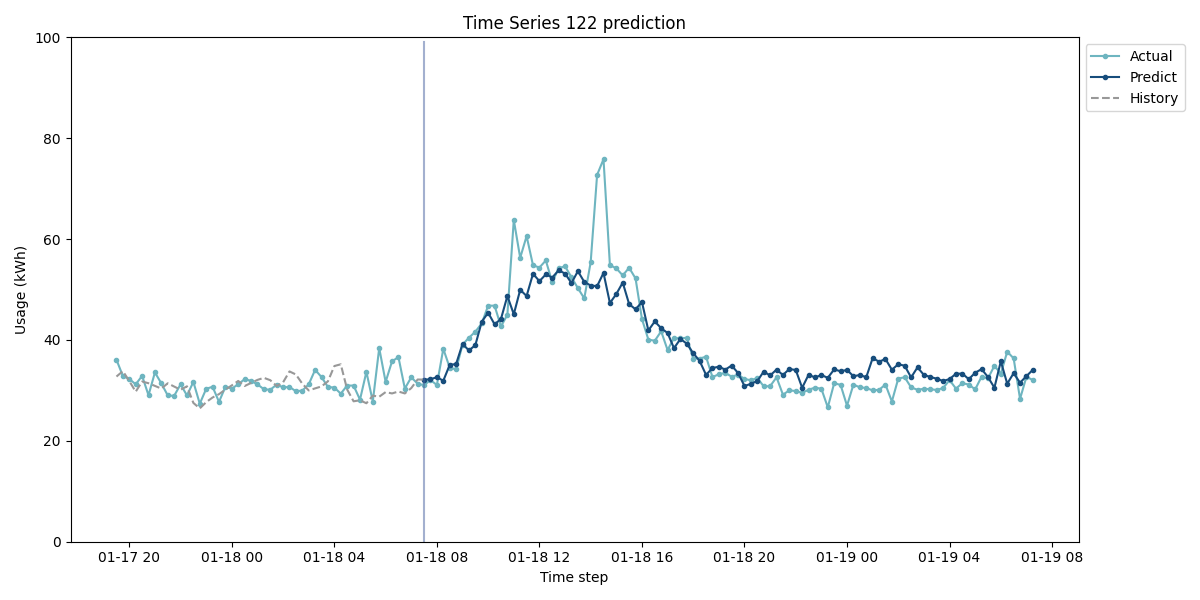 Time Series 122 prediction
100
80
60
40
20
0
Usage (kWh)
01-17 20
01-18 00
01-18 04
01-18 08
01-18 12
01-18 16
01-18 20
01-19 00
01-19 04
01-19 08
Time step
Actual
Predict
History